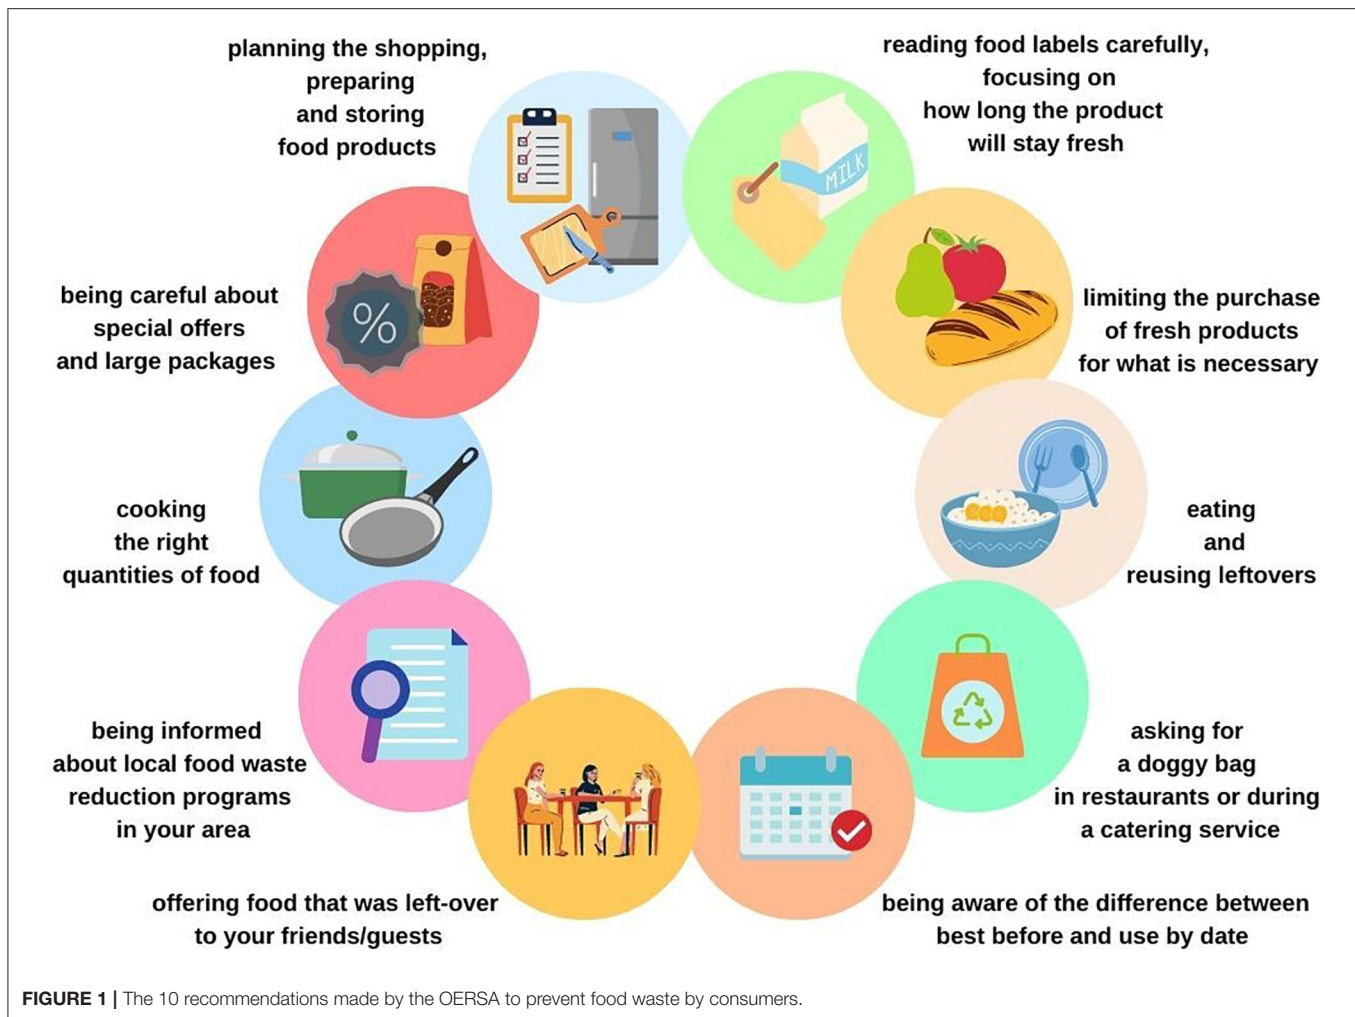 planning the shopping,
preparing
and storing
food products
reading food labels carefully,
focusing on
how long the product
will stay fresh
MILK
being careful about
special offers
and large packages
%
limiting the purchase
of fresh products
for what is necessary
cooking
the right
quantities of food
eating
and
reusing leftovers
being informed
about local food waste
reduction programs
in your area
asking for
a doggy bag
in restaurants or during
a catering service
offering food that was left-over
to your friends/guests
being aware of the difference between
best before and use by date
FIGURE 1 | The 10 recommendations made by the OERSA to prevent food waste by consumers.